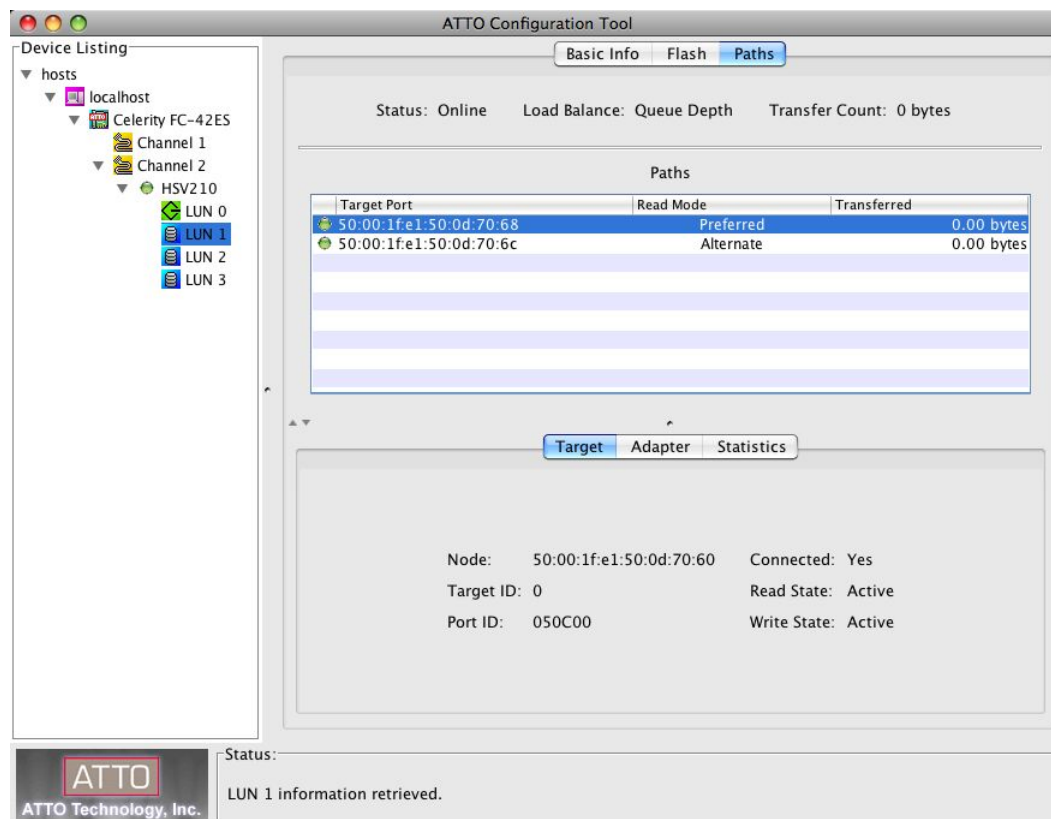 ATTO Configuration Tool
Device Listing
hosts
localhost
Celerity FC-42ES
Channel 1
Channel 2
HSV210
LUN 0
LUN 1
LUN 2
LUN 3
Basic Info Flash Paths
Status: Online Load Balance: Queue Depth Transfer Count: 0 bytes
Paths
Target Port Read Mode Transferred
50:00:1f:e1:50:0d:70:68 Preferred 0.00 bytes
50:00:1f:e1:50:0d:70:6c Alternate 0.00 bytes
Target Adapter Statistics
Node: 50:00:1f:e1:50:0d:70:60 Connected: Yes
Target ID: 0 Read State: Active
Port ID: 050C00 Write State: Active
ATTO
ATTO Technology, Inc.
Status:
LUN 1 information retrieved.